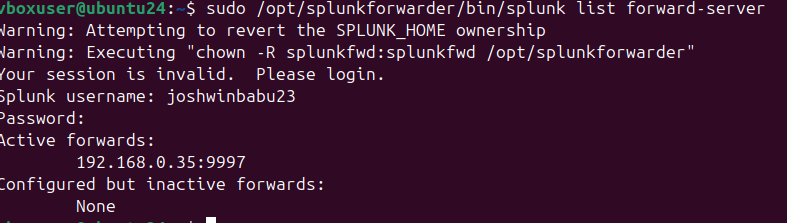 vboxuser@ubuntu24:~$ sudo /opt/splunkforwarder/bin/splunk list forward-server
Warning: Attempting to revert the SPLUNK_HOME ownership
Warning: Executing "chown -R splunkfwd:splunkfwd /opt/splunkforwarder"
Your session is invalid.  Please login.
Splunk username: joshwinbabu23
Password:
Active forwards:
        192.168.0.35:9997
Configured but inactive forwards:
        None